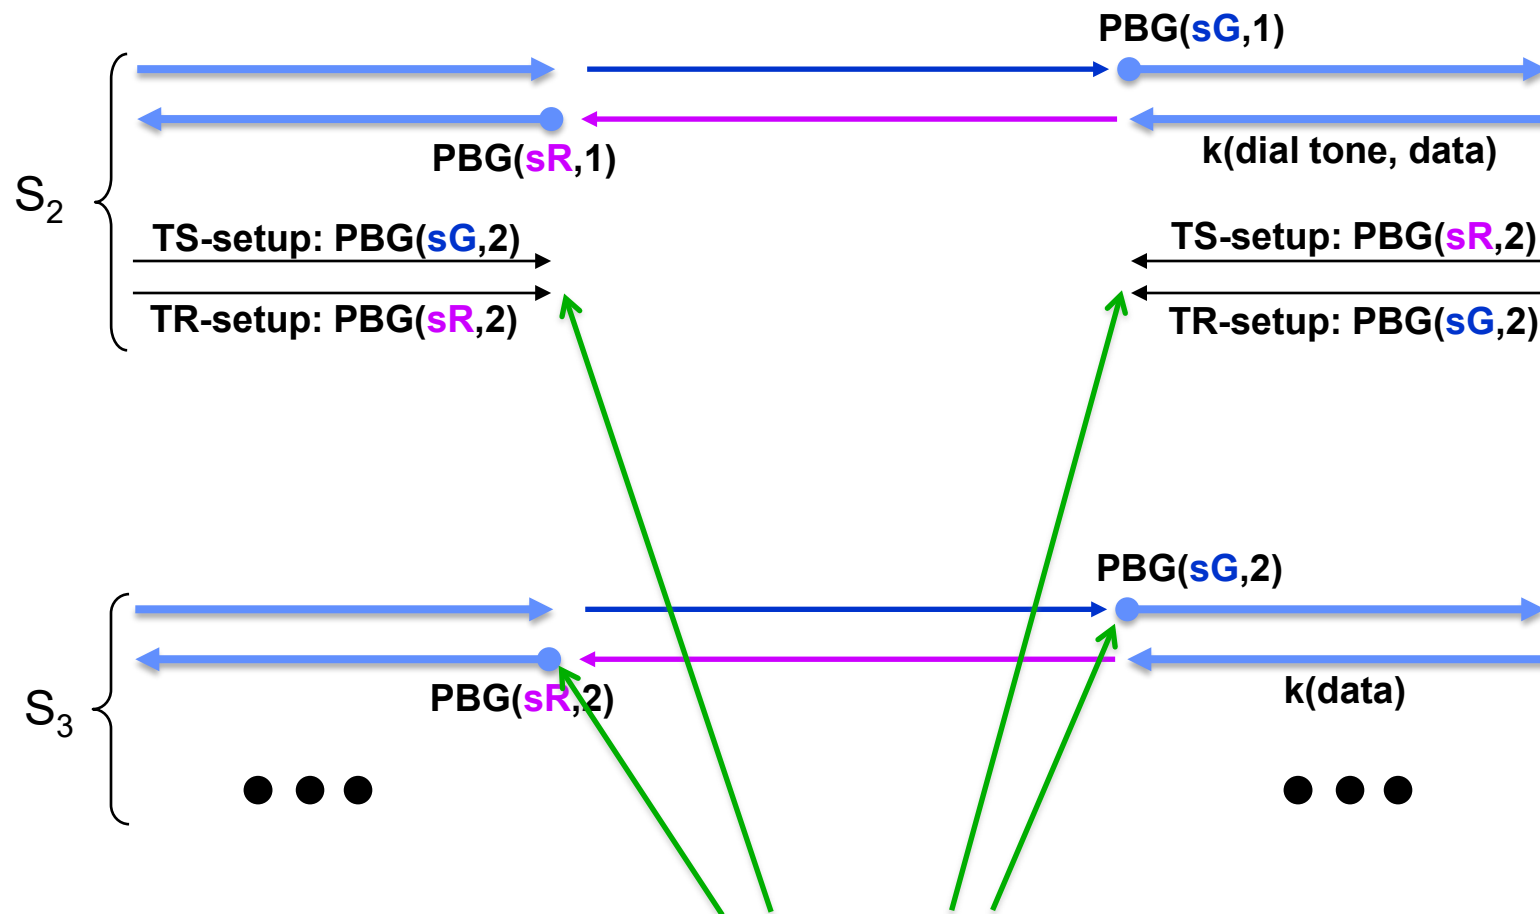 PBG(sG,1)
PBG(sR,1)
k(dial tone, data)
S2
TS-setup: PBG(sG,2)
TS-setup: PBG(sR,2)
TR-setup: PBG(sR,2)
TR-setup: PBG(sG,2)
PBG(sG,2)
PBG(sR,2)
k(data)
S3